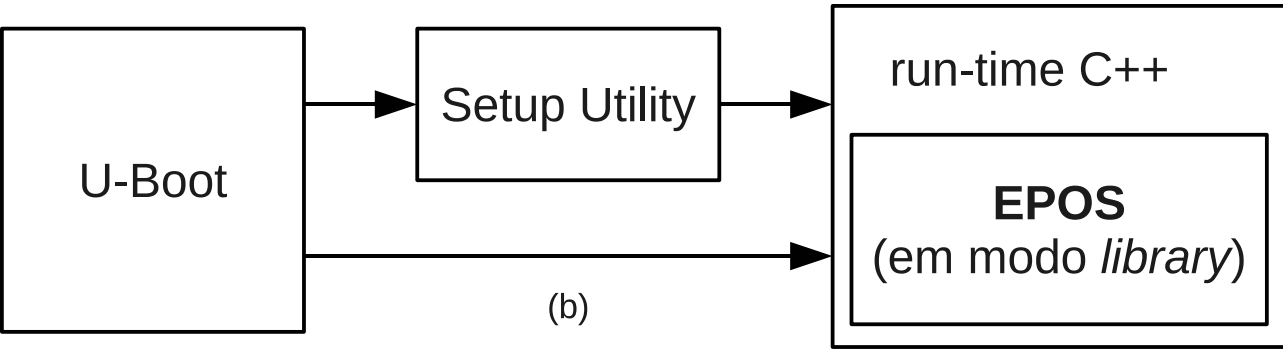 U-Boot
Setup Utility
run-time C++
EPOS
(em modo library)
(b)